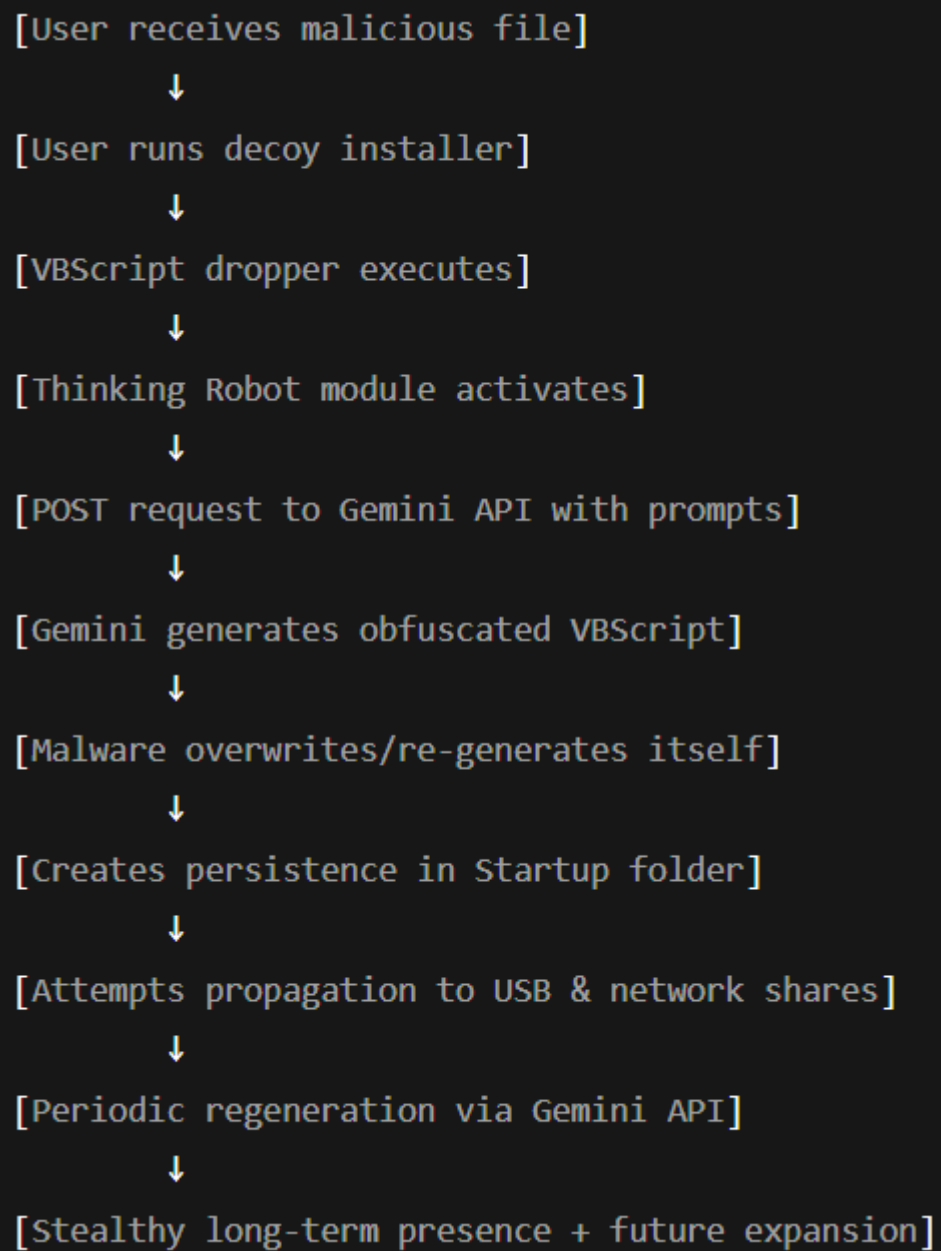 [User receives malicious file]
↓
[User runs decoy installer]
↓
[VBScript dropper executes]
↓
[Thinking Robot module activates]
↓
[POST request to Gemini API with prompts]
↓
[Gemini generates obfuscated VBScript]
↓
[Malware overwrites/re-generates itself]
↓
[Creates persistence in Startup folder]
↓
[Attempts propagation to USB & network shares]
↓
[Periodic regeneration via Gemini API]
↓
[Stealthy long-term presence + future expansion]